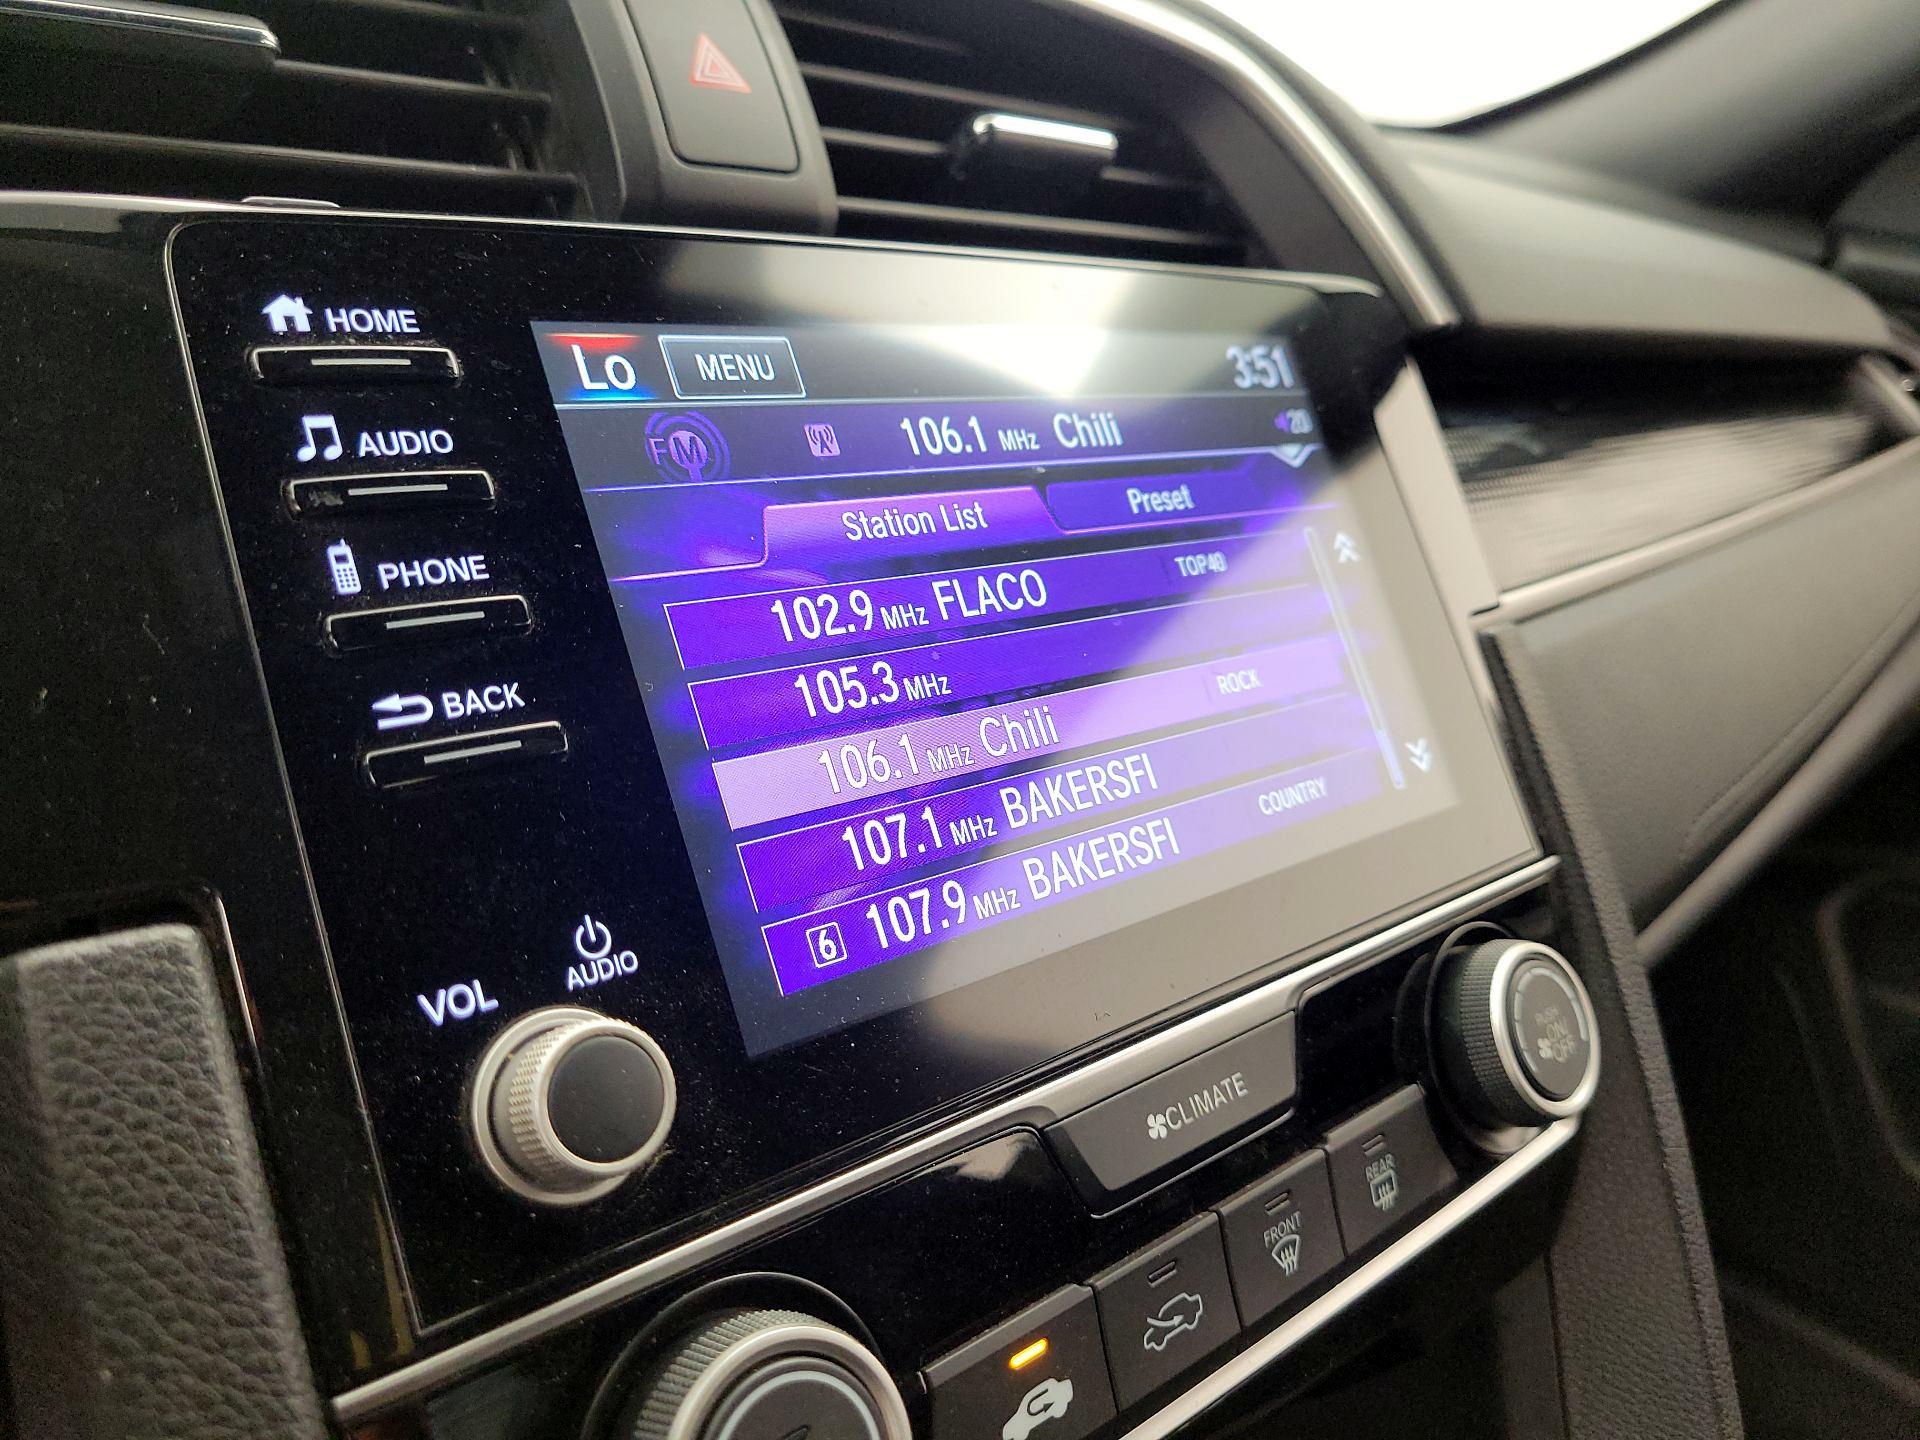 HOME
AUDIO
PHONE
BACK
VOL
AUDIO
Lo MENU 3:51
FM 106.1 MHz Chili 20
Station List Preset
102.9 MHz FLACO TOP40
105.3 MHz
106.1 MHz Chili ROCK
107.1 MHz BAKERSFI
6 107.9 MHz BAKERSFI COUNTRY
CLIMATE
PUSH
ON
OFF
FRONT
REAR